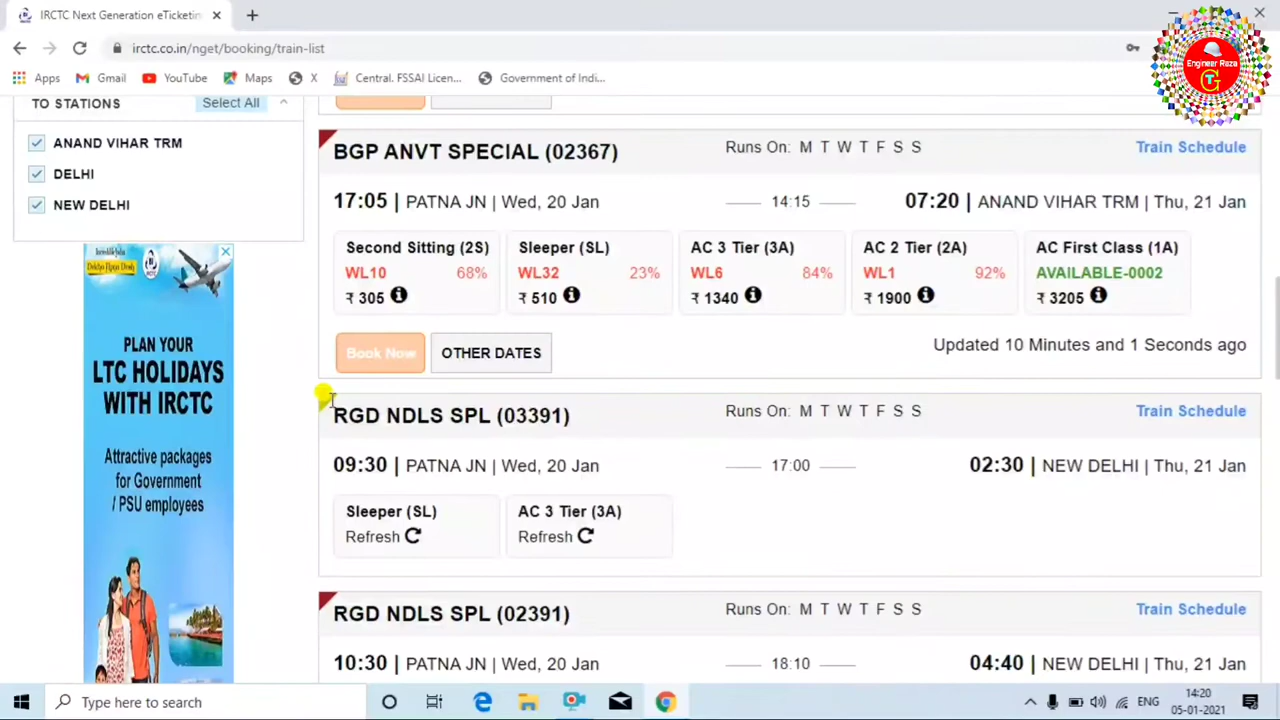 IRCTC Next Generation eTicketin
irctc.co.in/nget/booking/train-list
Apps Gmail YouTube Maps X Central. FSSAI Licen... Government of Indi...
Engineer Raza
TG
TO STATIONS Select All
ANAND VIHAR TRM
DELHI
NEW DELHI
PLAN YOUR
LTC HOLIDAYS
WITH IRCTC
Attractive packages
for Government
/ PSU employees
BGP ANVT SPECIAL (02367) Runs On: M T W T F S S Train Schedule
17:05 | PATNA JN | Wed, 20 Jan 14:15 07:20 | ANAND VIHAR TRM | Thu, 21 Jan
Second Sitting (2S) Sleeper (SL) AC 3 Tier (3A) AC 2 Tier (2A) AC First Class (1A)
WL10 68% WL32 23% WL6 84% WL1 92% AVAILABLE-0002
₹ 305 ₹ 510 ₹ 1340 ₹ 1900 ₹ 3205
Book Now OTHER DATES Updated 10 Minutes and 1 Seconds ago
RGD NDLS SPL (03391) Runs On: M T W T F S S Train Schedule
09:30 | PATNA JN | Wed, 20 Jan 17:00 02:30 | NEW DELHI | Thu, 21 Jan
Sleeper (SL) AC 3 Tier (3A)
Refresh Refresh
RGD NDLS SPL (02391) Runs On: M T W T F S S Train Schedule
10:30 | PATNA JN | Wed, 20 Jan 18:10 04:40 | NEW DELHI | Thu, 21 Jan
Type here to search
ENG
14:20
05-01-2021